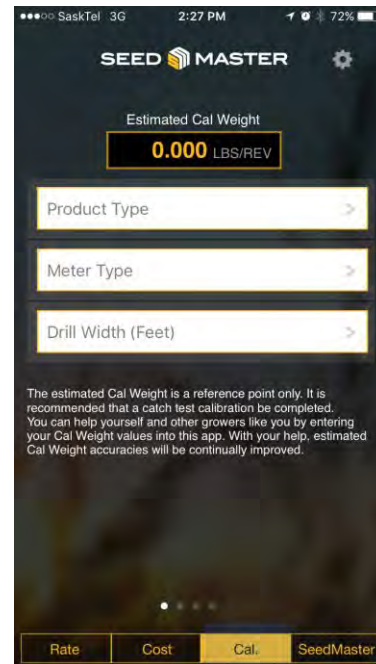 SaskTel 3G 2:27 PM 72%
SEED MASTER
Estimated Cal Weight
0.000 LBS/REV
Product Type >
Meter Type >
Drill Width (Feet) >
The estimated Cal Weight is a reference point only. It is
recommended that a catch test calibration be completed.
You can help yourself and other growers like you by entering
your Cal Weight values into this app. With your help, estimated
Cal Weight accuracies will be continually improved.
Rate Cost Cal. SeedMaster